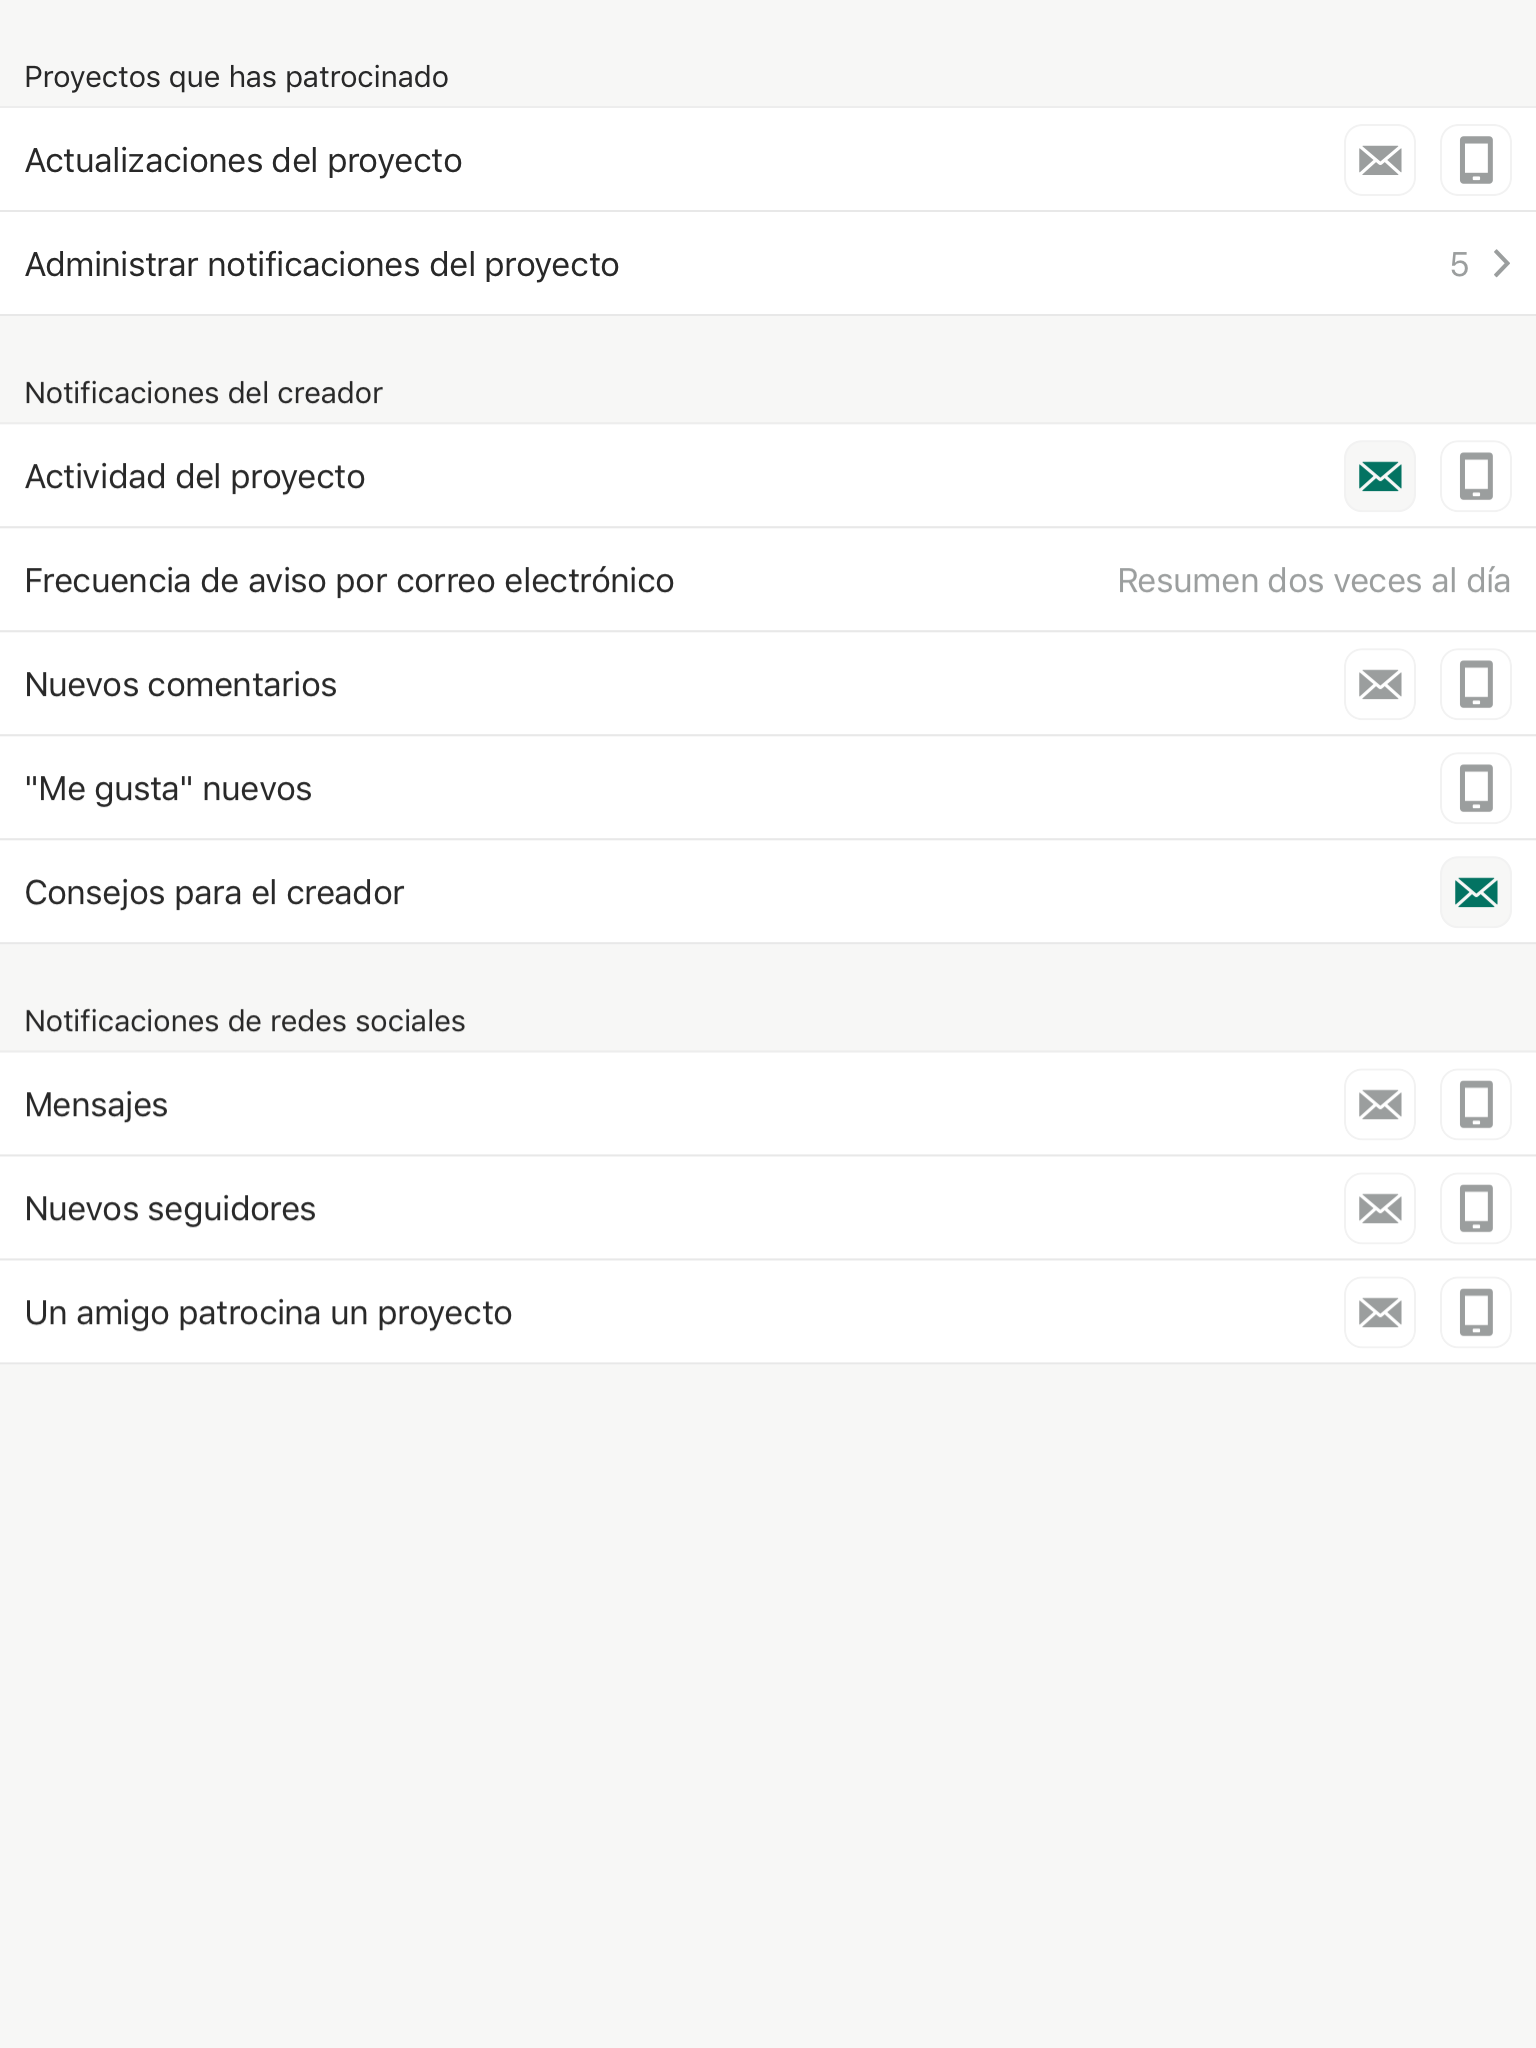 Proyectos que has patrocinado
Actualizaciones del proyecto
Administrar notificaciones del proyecto 5
Notificaciones del creador
Actividad del proyecto
Frecuencia de aviso por correo electrónico Resumen dos veces al día
Nuevos comentarios
"Me gusta" nuevos
Consejos para el creador
Notificaciones de redes sociales
Mensajes
Nuevos seguidores
Un amigo patrocina un proyecto